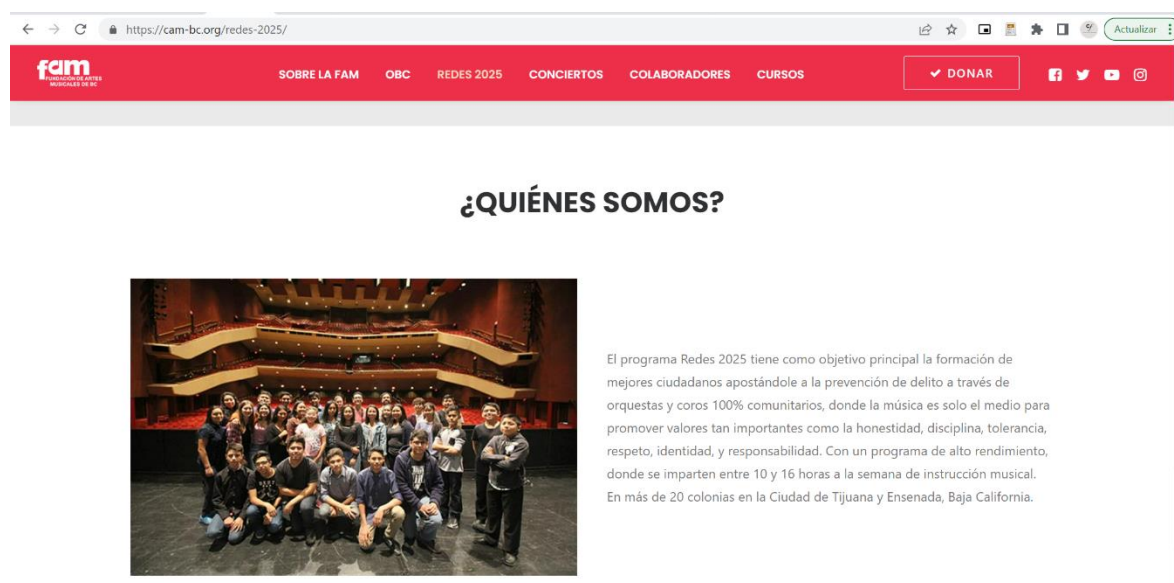 https://cam-bc.org/redes-2025/
Actualizar
fam
FUNDACIÓN DE ARTES
MUSICALES DE BC
SOBRE LA FAM OBC REDES 2025 CONCIERTOS COLABORADORES CURSOS
DONAR
¿QUIÉNES SOMOS?
El programa Redes 2025 tiene como objetivo principal la formación de
mejores ciudadanos apostándole a la prevención de delito a través de
orquestas y coros 100% comunitarios, donde la música es solo el medio para
promover valores tan importantes como la honestidad, disciplina, tolerancia,
respeto, identidad, y responsabilidad. Con un programa de alto rendimiento,
donde se imparten entre 10 y 16 horas a la semana de instrucción musical.
En más de 20 colonias en la Ciudad de Tijuana y Ensenada, Baja California.